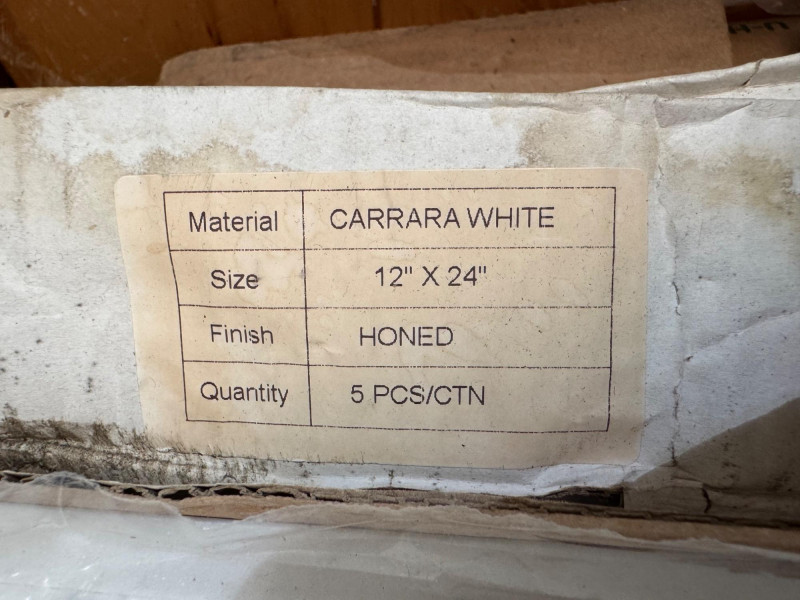 Material CARRARA WHITE
Size 12" X 24"
Finish HONED
Quantity 5 PCS/CTN